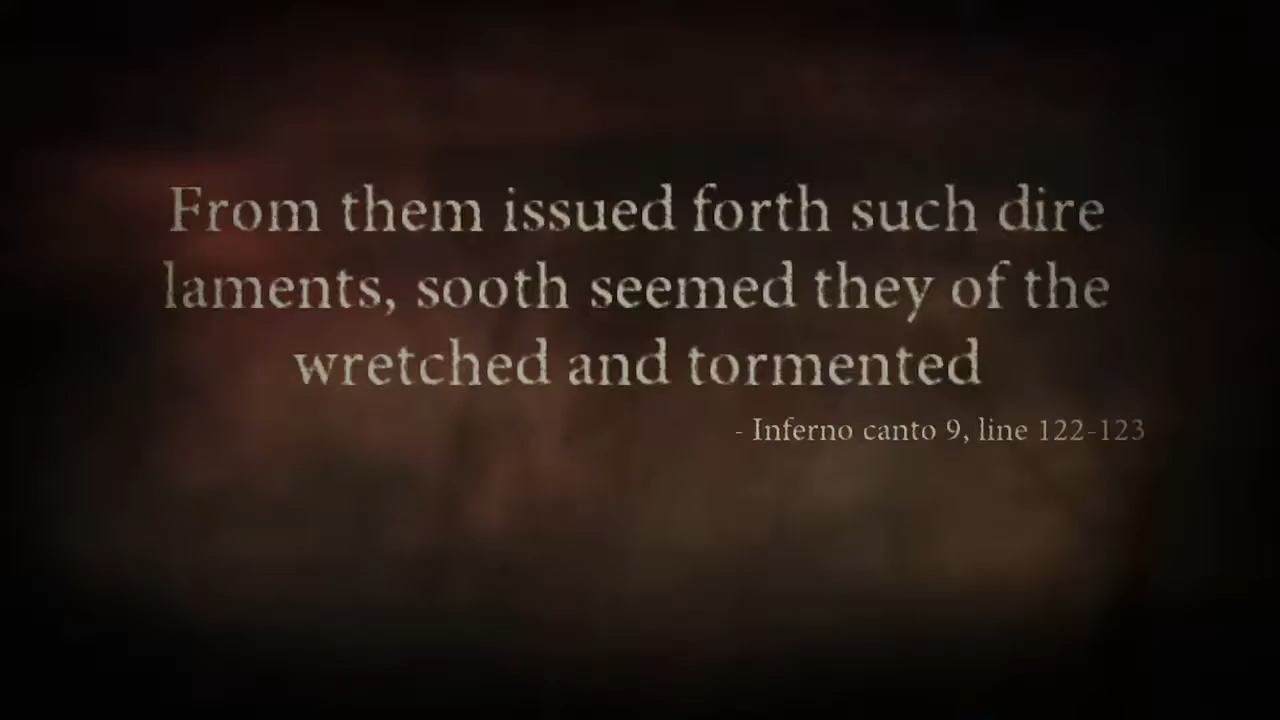 From them issued forth such dire
laments, sooth seemed they of the
wretched and tormented
- Inferno canto 9, line 122-123